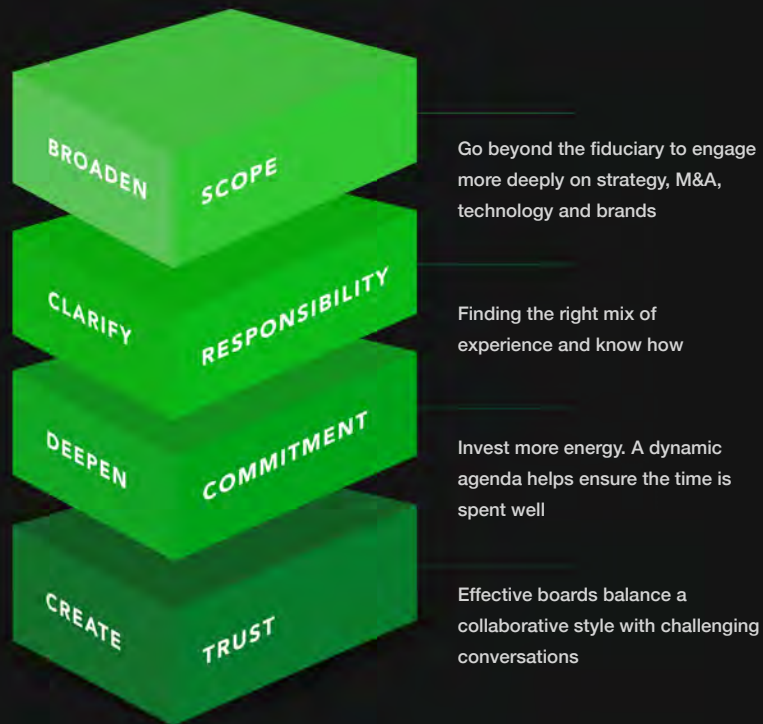 BROADEN SCOPE
Go beyond the fiduciary to engage
more deeply on strategy, M&A,
technology and brands
CLARIFY RESPONSIBILITY
Finding the right mix of
experience and know how
DEEPEN COMMITMENT
Invest more energy. A dynamic
agenda helps ensure the time is
spent well
CREATE TRUST
Effective boards balance a
collaborative style with challenging
conversations